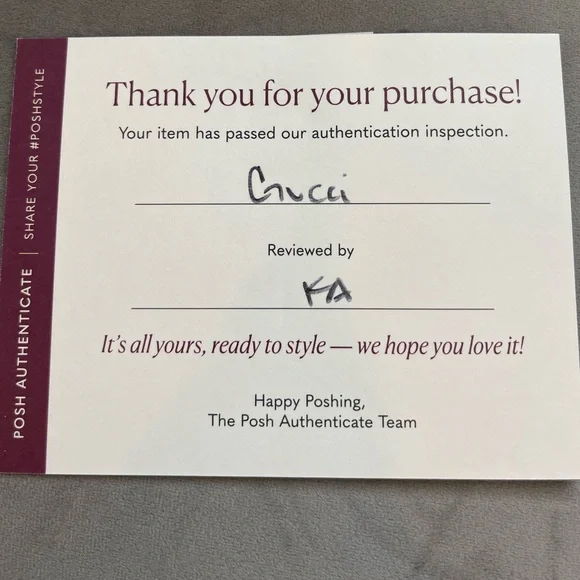 Thank you for your purchase!
Your item has passed our authentication inspection.
Gucci
Reviewed by
KA
It's all yours, ready to style — we hope you love it!
Happy Poshing,
The Posh Authenticate Team
POSH AUTHENTICATE | SHARE YOUR #POSHSTYLE